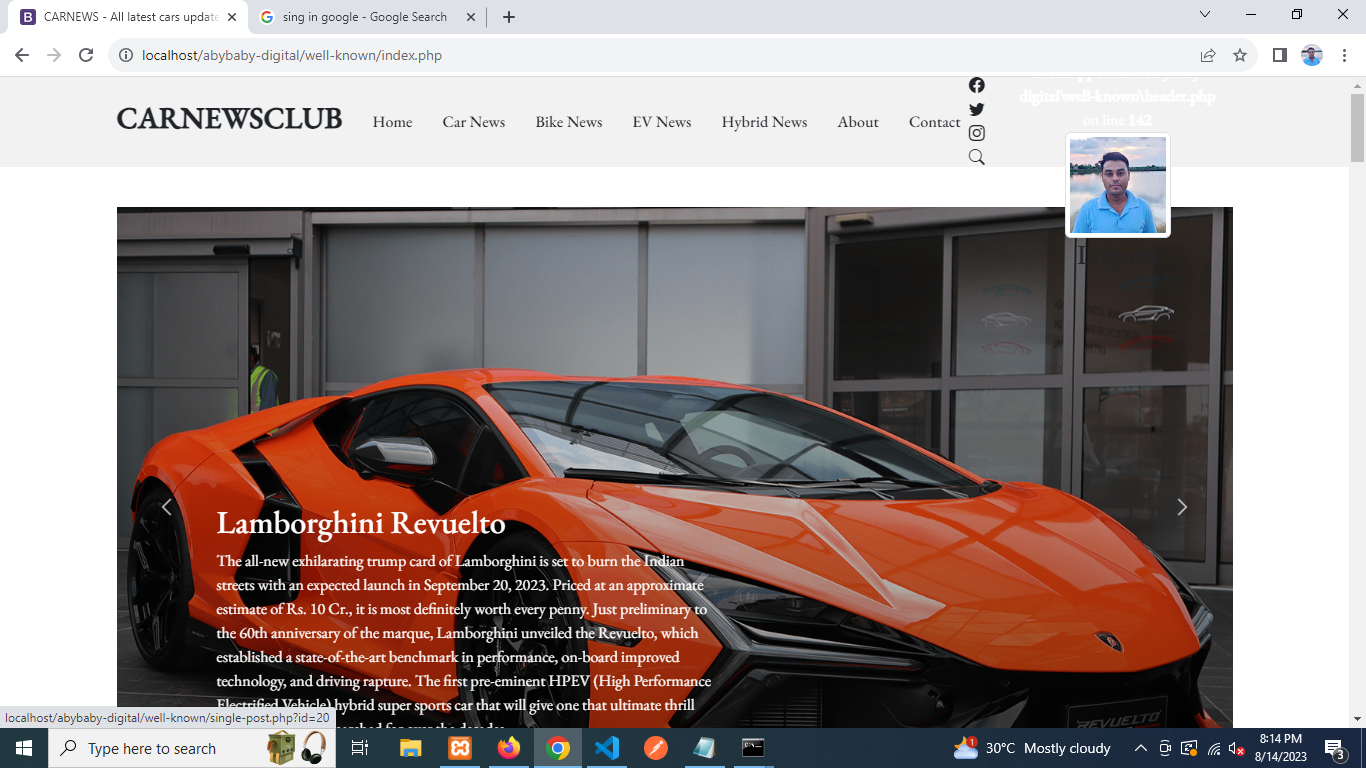 CARNEWS - All latest cars update
sing in google - Google Search
localhost/abybaby-digital/well-known/index.php
digital\well-known\header.php
on line 142
CARNEWSCLUB
Home
Car News
Bike News
EV News
Hybrid News
About
Contact
Lamborghini Revuelto
The all-new exhilarating trump card of Lamborghini is set to burn the Indian
streets with an expected launch in September 20, 2023. Priced at an approximate
estimate of Rs. 10 Cr., it is most definitely worth every penny. Just preliminary to
the 60th anniversary of the marque, Lamborghini unveiled the Revuelto, which
established a state-of-the-art benchmark in performance, on-board improved
technology, and driving rapture. The first pre-eminent HPEV (High Performance
Electrified Vehicle) hybrid super sports car that will give one that ultimate thrill
REVUELTO
localhost/abybaby-digital/well-known/single-post.php?id=20
Type here to search
1
30°C Mostly cloudy
8:14 PM
8/14/2023
3